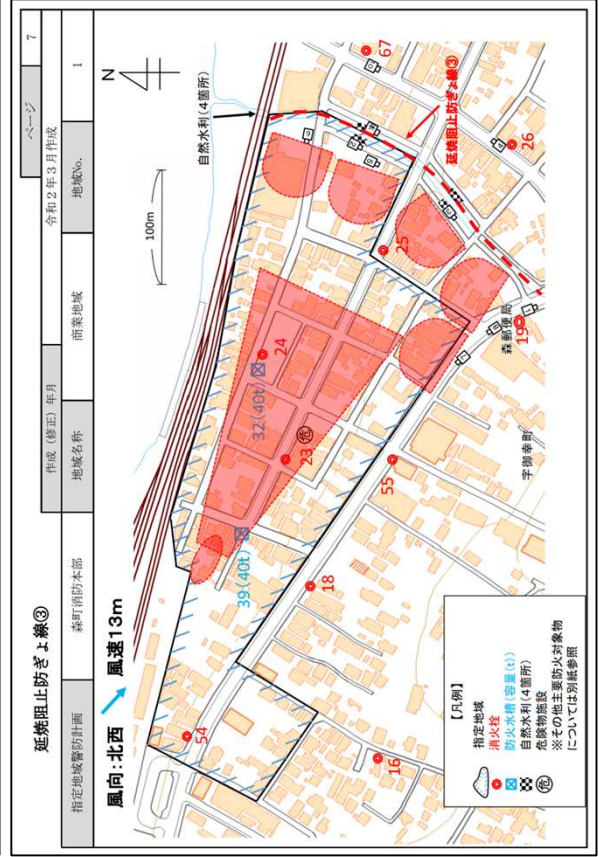 ページ
7
延焼阻止防ぎょ線③
作成（修正）年月
令和２年３月作成
指定地域警防計画
森町消防本部
地域名称
商業地域
地域No.
1
風向：北西　風速13m
N
100m
自然水利（4箇所）
延焼阻止防ぎょ線③
54
39（40t）
32（40t）
24
23
危
25
67
26
18
55
16
19
森郵便局
字御幸町
【凡例】
指定地域
消火栓
防火水槽（容量（t））
自然水利（4箇所）
危
危険物施設
※その他主要防火対象物
については別紙参照